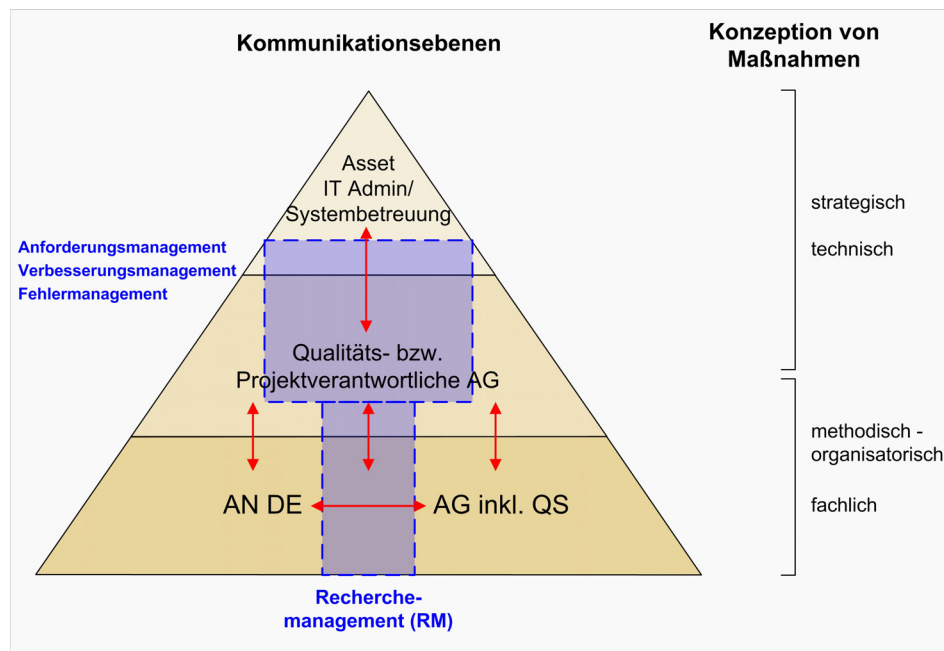 Kommunikationsebenen
Konzeption von
Maßnahmen
Asset
IT Admin/
Systembetreuung
strategisch
Anforderungsmanagement
technisch
Verbesserungsmanagement
Fehlermanagement
Qualitäts- bzw.
Projektverantwortliche AG
methodisch -
organisatorisch
AN DE
AG inkl. QS
fachlich
Recherche-
management (RM)